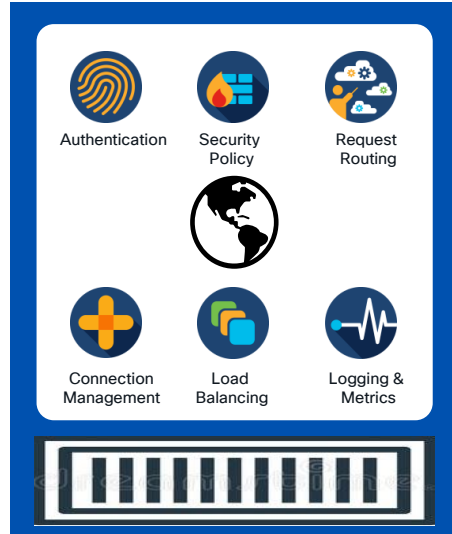 Authentication
Security
Policy
Request
Routing
Connection
Management
Load
Balancing
Logging &
Metrics